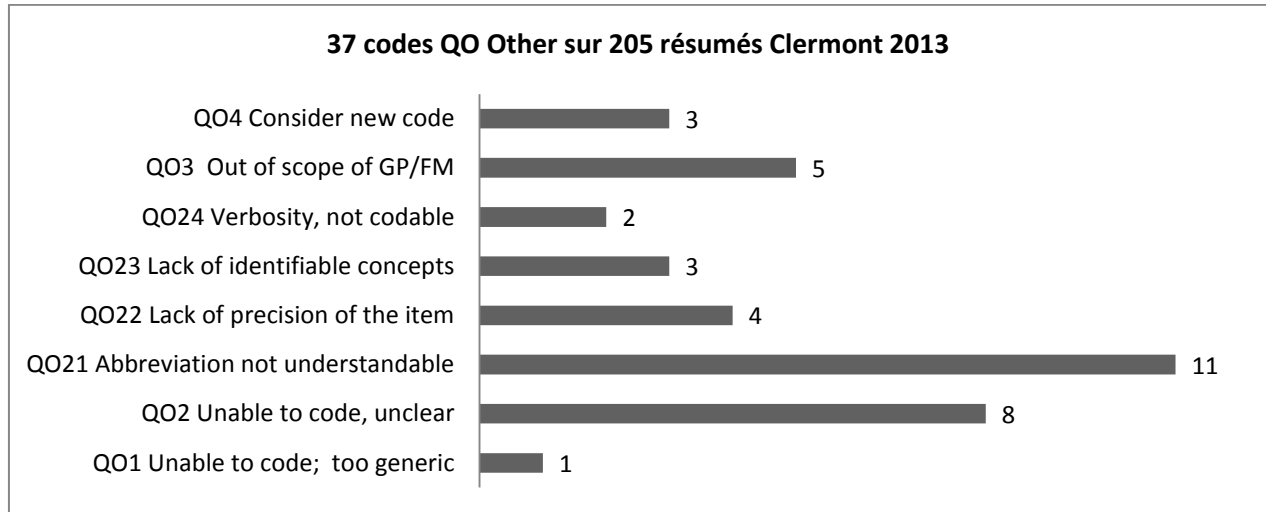 37 codes QO Other sur 205 résumés Clermont 2013
QO4 Consider new code 3
QO3 Out of scope of GP/FM 5
QO24 Verbosity, not codable 2
QO23 Lack of identifiable concepts 3
QO22 Lack of precision of the item 4
QO21 Abbreviation not understandable 11
QO2 Unable to code, unclear 8
QO1 Unable to code; too generic 1